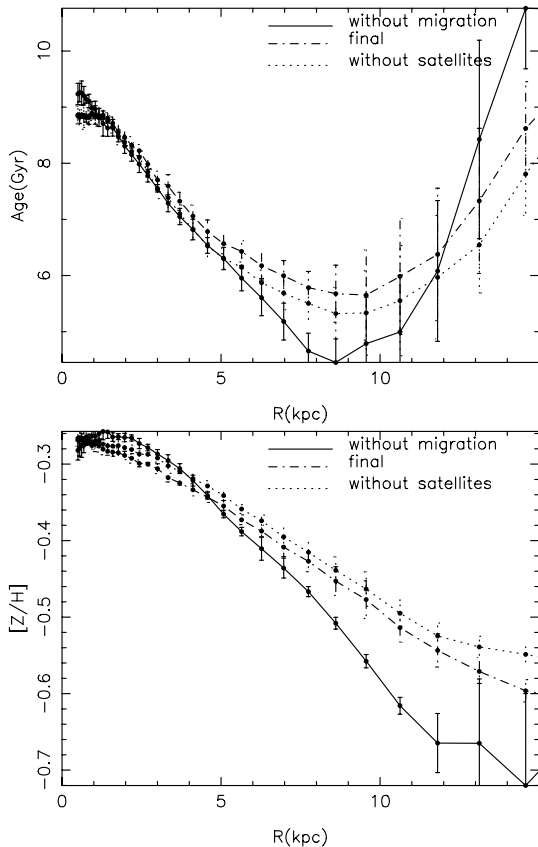 without migration
final
without satellites
10
8
6
Age(Gyr)
0 5 10
R(kpc)
without migration
final
without satellites
−0.3
−0.4
−0.5
−0.6
−0.7
[Z/H]
0 5 10
R(kpc)